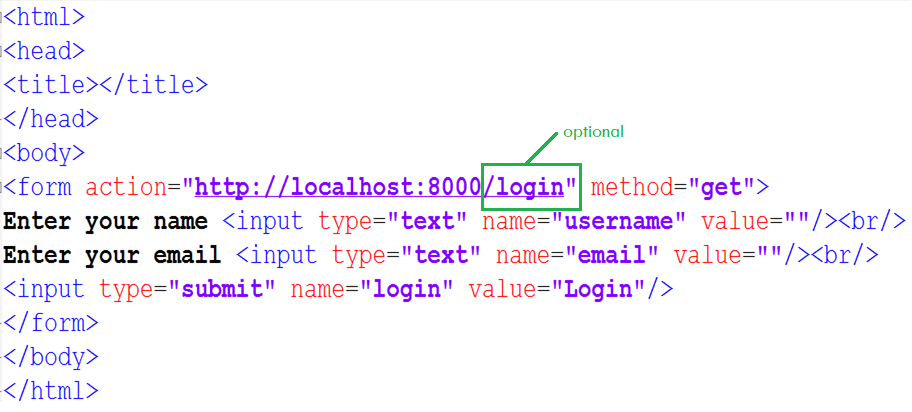 <html>
<head>
<title></title>
</head>
optional
<body>
<form action="http://localhost:8000/login" method="get">
Enter your name <input type="text" name="username" value=""/><br/>
Enter your email <input type="text" name="email" value=""/><br/>
<input type="submit" name="login" value="Login"/>
</form>
</body>
</html>